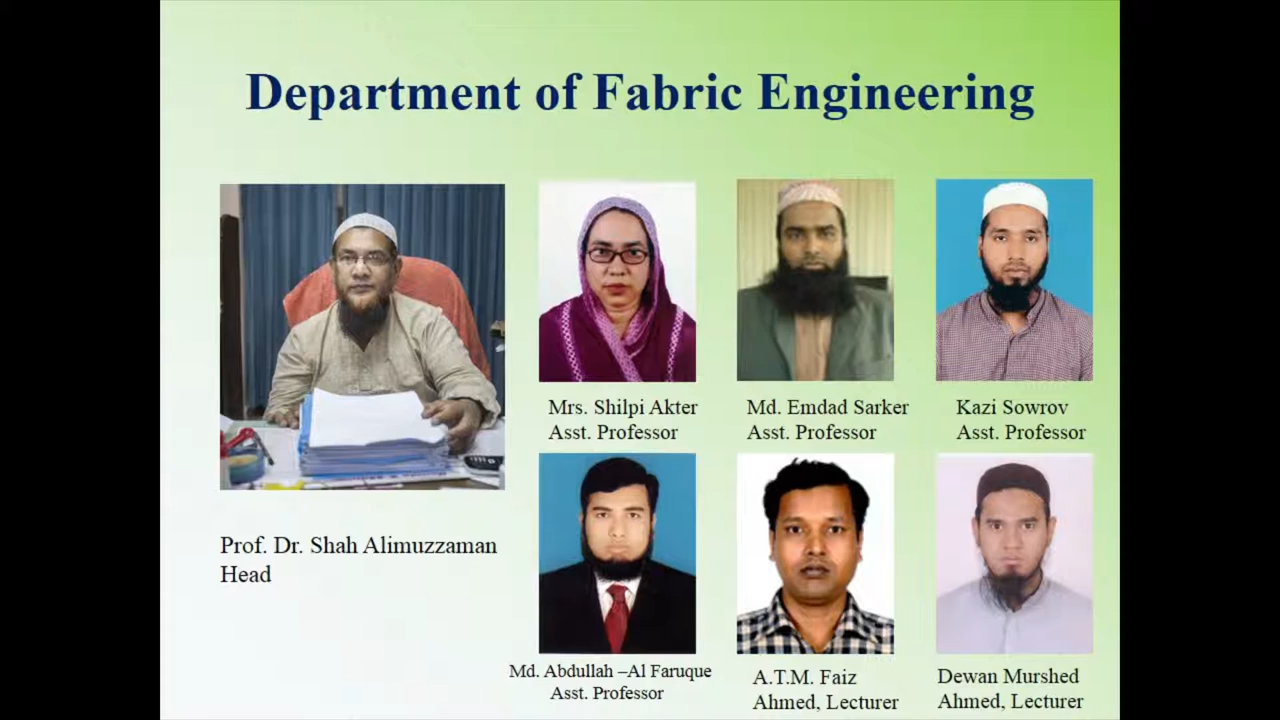 Department of Fabric Engineering
Mrs. Shilpi Akter
Asst. Professor
Md. Emdad Sarker
Asst. Professor
Kazi Sowrov
Asst. Professor
Prof. Dr. Shah Alimuzzaman
Head
Md. Abdullah –Al Faruque
Asst. Professor
A.T.M. Faiz
Ahmed, Lecturer
Dewan Murshed
Ahmed, Lecturer